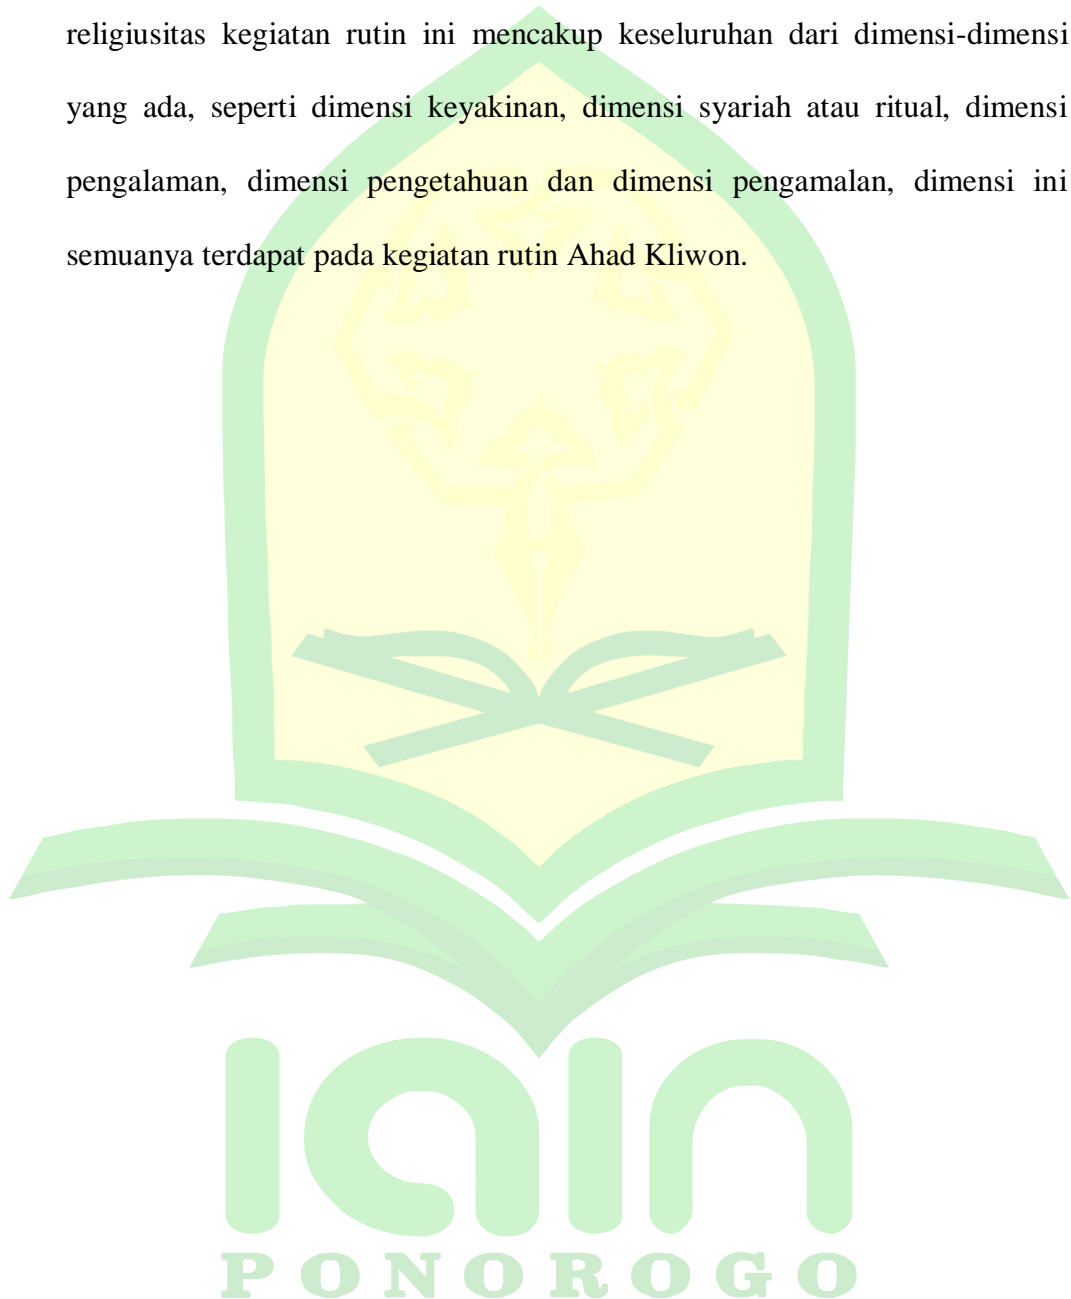 religiusitas kegiatan rutin ini mencakup keseluruhan dari dimensi-dimensi
yang ada, seperti dimensi keyakinan, dimensi syariah atau ritual, dimensi
pengalaman, dimensi pengetahuan dan dimensi pengamalan, dimensi ini
semuanya terdapat pada kegiatan rutin Ahad Kliwon.
IAIN
PONOROGO